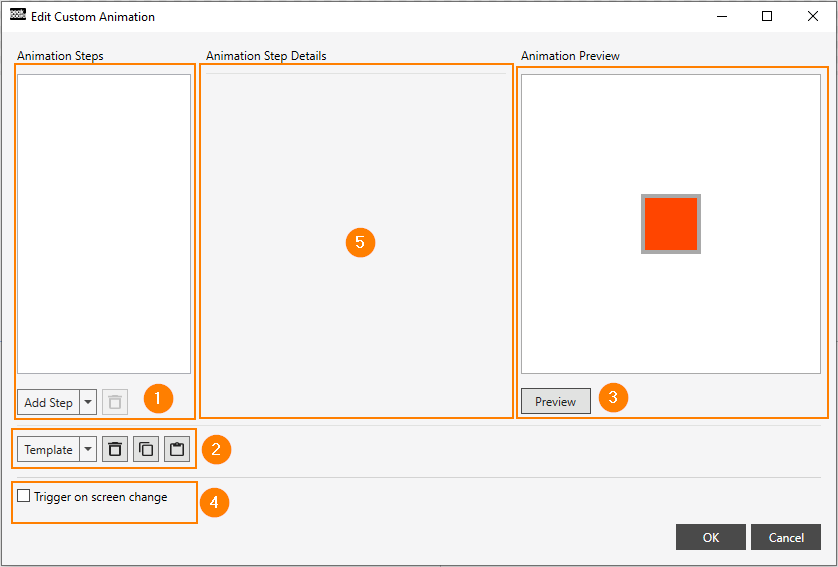 Edit Custom Animation
Animation Steps
Animation Step Details
Animation Preview
5
Add Step
1
Preview
3
Template
2
Trigger on screen change
4
OK
Cancel